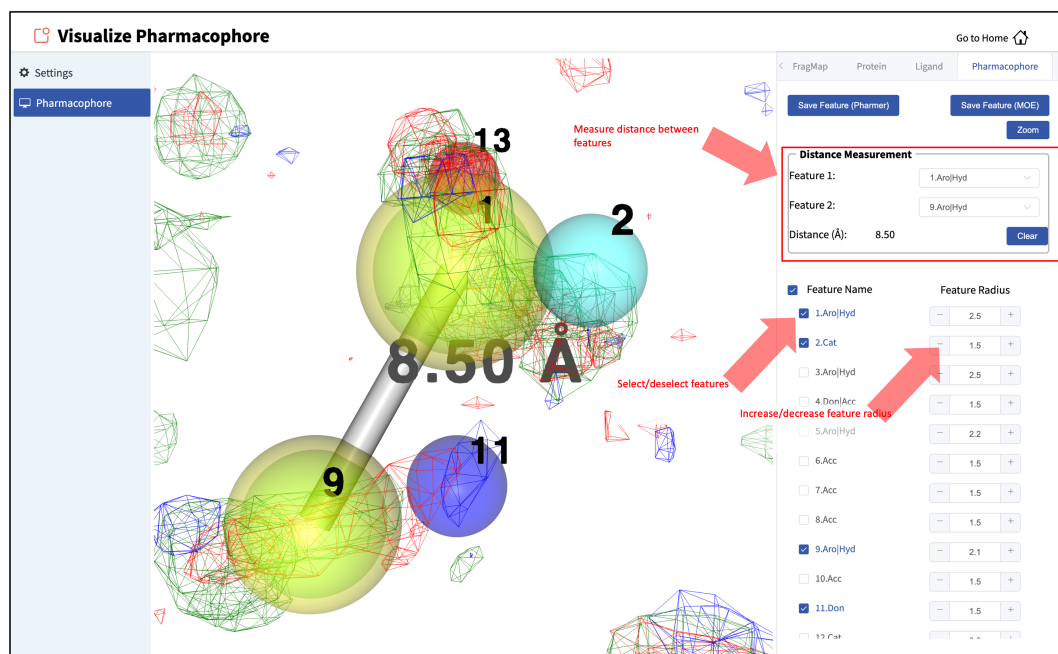 Visualize Pharmacophore
Go to Home
Settings
Pharmacophore
FragMap Protein Ligand Pharmacophore
Save Feature (Pharmer) Save Feature (MOE)
Zoom
Measure distance between
features
Distance Measurement
Feature 1: 1.Aro|Hyd
Feature 2: 9.Aro|Hyd
Distance (Å): 8.50
Clear
13
1
2
8.50 Å
9
11
Feature Name Feature Radius
1.Aro|Hyd − 2.5 +
2.Cat − 1.5 +
3.Aro|Hyd − 2.5 +
Select/deselect features
4.Don|Acc − 1.5 +
Increase/decrease feature radius
5.Aro|Hyd − 2.2 +
6.Acc − 1.5 +
7.Acc − 1.5 +
8.Acc − 1.5 +
9.Aro|Hyd − 2.1 +
10.Acc − 1.5 +
11.Don − 1.5 +
12.Cat